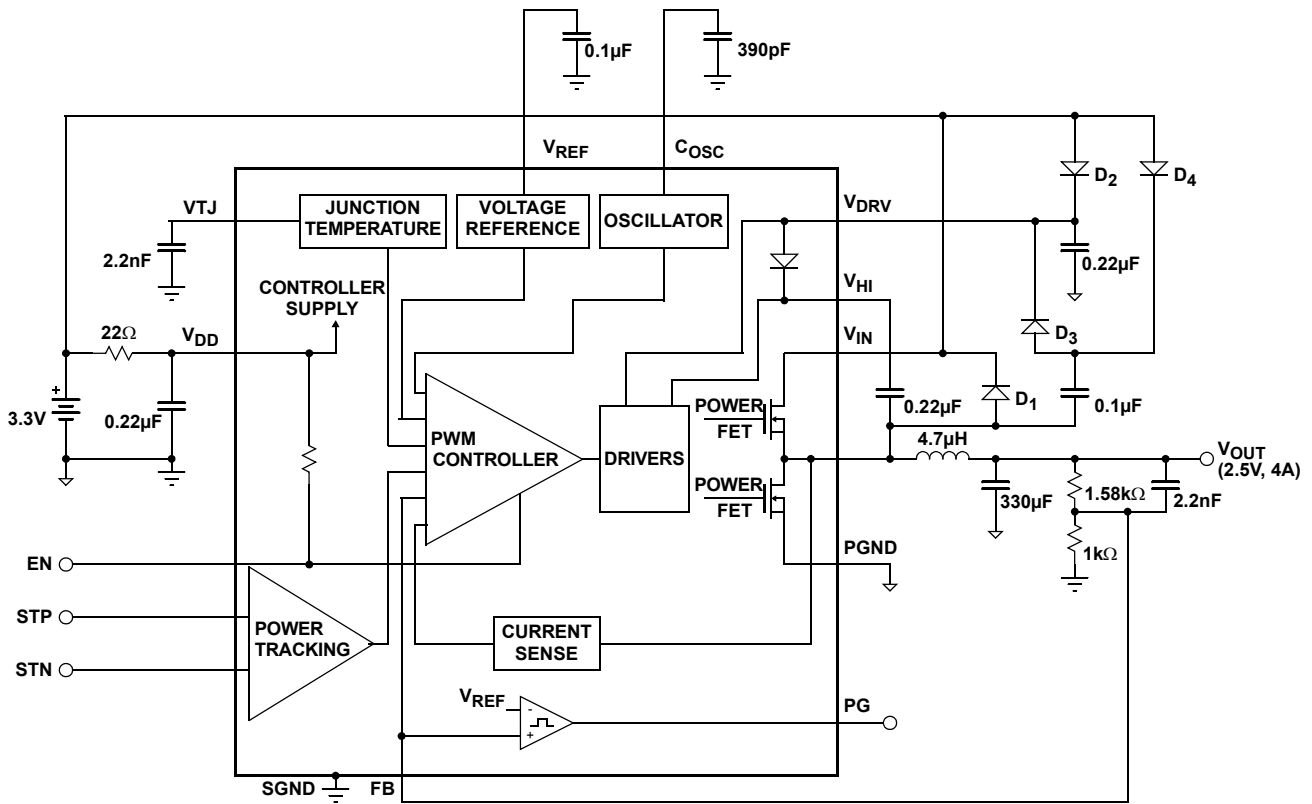 0.1µF
390pF
VREF
COSC
D2
D4
VTJ
JUNCTION
TEMPERATURE
VOLTAGE
REFERENCE
OSCILLATOR
VDRV
2.2nF
0.22µF
CONTROLLER
SUPPLY
VHI
22Ω
VDD
VIN
D3
+
3.3V
0.22µF
POWER
FET
0.22µF
D1
0.1µF
PWM
CONTROLLER
DRIVERS
4.7µH
VOUT
(2.5V, 4A)
POWER
FET
330µF
1.58kΩ
2.2nF
1kΩ
PGND
EN
STP
POWER
TRACKING
STN
CURRENT
SENSE
VREF
-
+
PG
SGND
FB